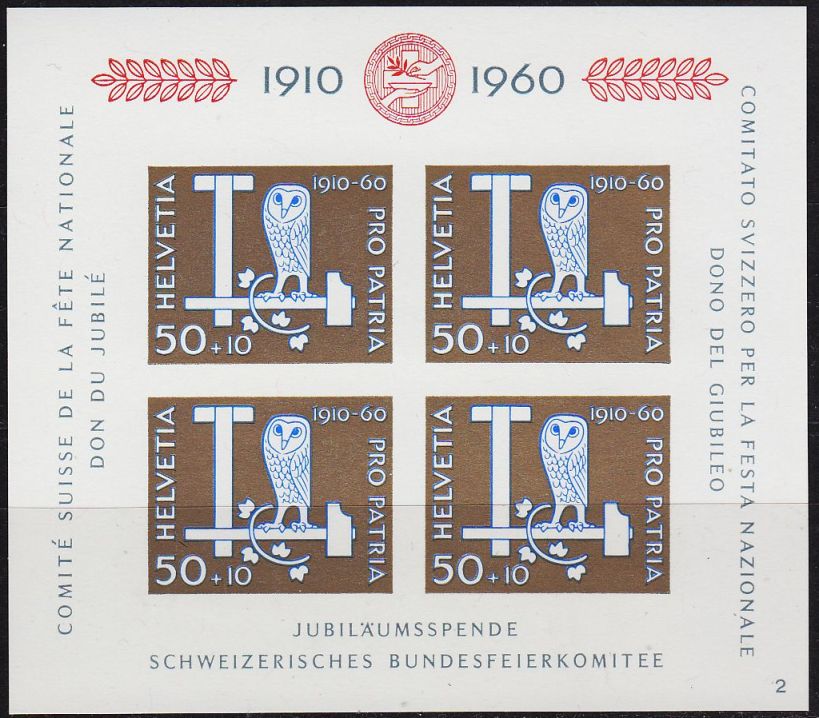 1910 1960
COMITÉ SUISSE DE LA FÊTE NATIONALE
DON DU JUBILÉ
HELVETIA
1910-60
PRO PATRIA
50+10
HELVETIA
1910-60
PRO PATRIA
50+10
HELVETIA
1910-60
PRO PATRIA
50+10
HELVETIA
1910-60
PRO PATRIA
50+10
COMITATO SVIZZERO PER LA FESTA NAZIONALE
DONO DEL GIUBILEO
JUBILÄUMSSPENDE
SCHWEIZERISCHES BUNDESFEIERKOMITEE
2